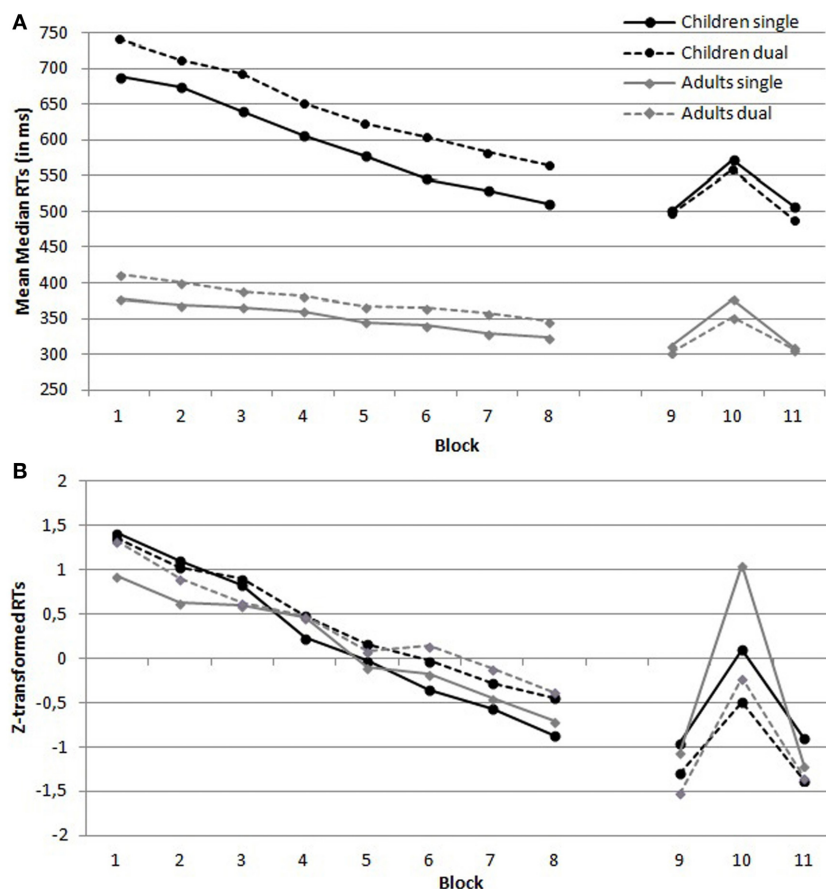 A
750
700
650
600
550
500
450
400
350
300
250
Mean Median RTs (in ms)
Children single
Children dual
Adults single
Adults dual
1 2 3 4 5 6 7 8 9 10 11
Block
B
2
1,5
1
0,5
0
-0,5
-1
-1,5
-2
Z-transformed RTs
1 2 3 4 5 6 7 8 9 10 11
Block